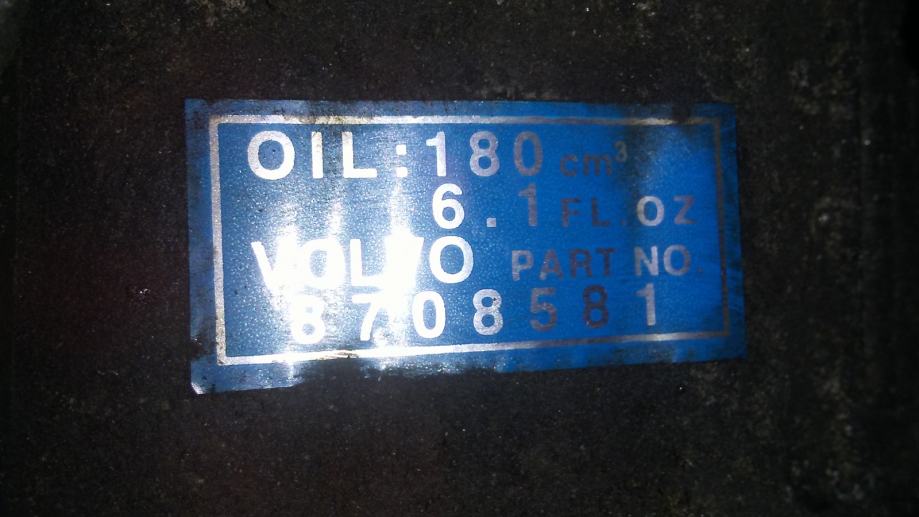 OIL:180 cm³
6.1 FL.OZ
VOLVO PART NO.
8708581